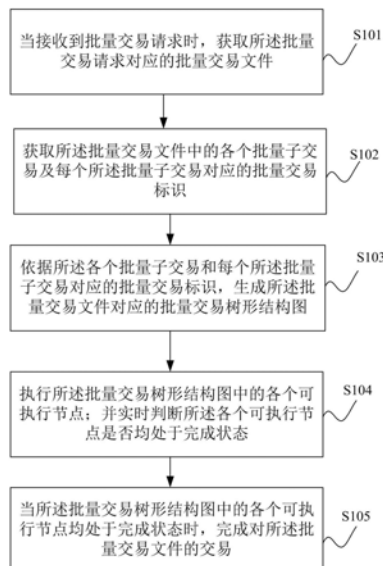 当接收到批量交易请求时，获取所述批量
交易请求对应的批量交易文件
S101
获取所述批量交易文件中的各个批量子交
易及每个所述批量子交易对应的批量交易
标识
S102
依据所述各个批量子交易和每个所述批量
子交易对应的批量交易标识，生成所述批
量交易文件对应的批量交易树形结构图
S103
执行所述批量交易树形结构图中的各个可
执行节点；并实时判断所述各个可执行节
点是否均处于完成状态
S104
当所述批量交易树形结构图中的各个可执
行节点均处于完成状态时，完成对所述批
量交易文件的交易
S105